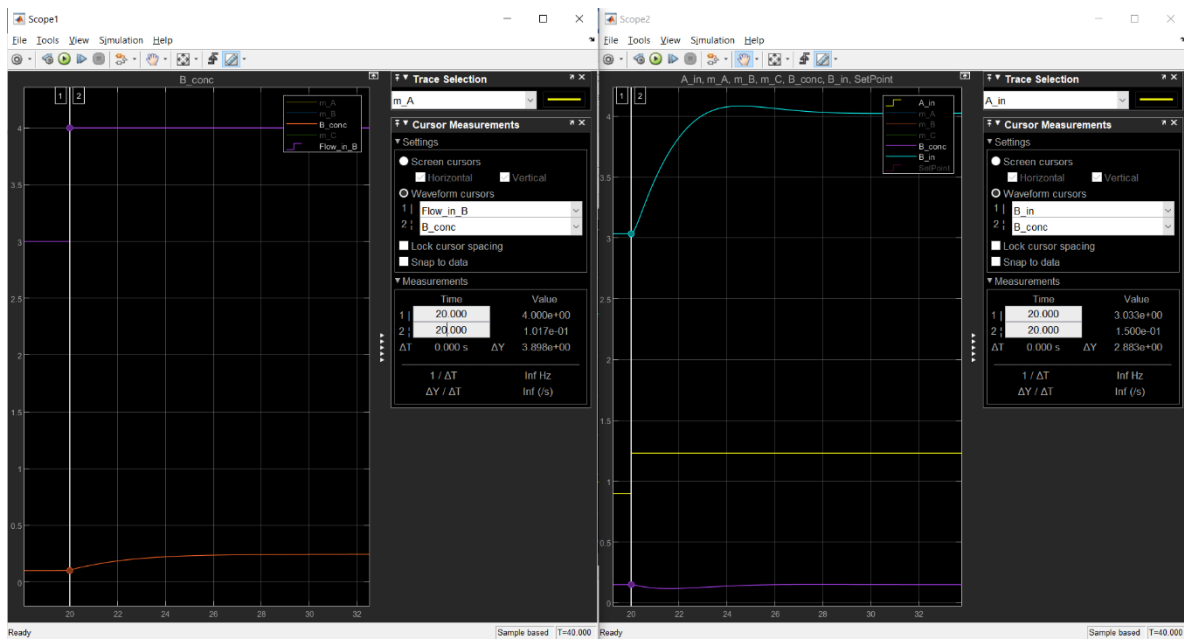 Scope1
File Tools View Simulation Help
B_conc
1 2
m_A
m_B
B_conc
m_C
Flow_in_B
4
3.5
3
2.5
2
1.5
1
0.5
0
20 22 24 26 28 30 32
Trace Selection
m_A
Cursor Measurements
Settings
Screen cursors
Horizontal Vertical
Waveform cursors
1 | Flow_in_B
2 ¦ B_conc
Lock cursor spacing
Snap to data
Measurements
Time Value
1 | 20.000 4.000e+00
2 ¦ 20.000 1.017e-01
ΔT 0.000 s ΔY 3.898e+00
1 / ΔT Inf Hz
ΔY / ΔT Inf (/s)
Ready Sample based T=40.000
Scope2
File Tools View Simulation Help
A_in, m_A, m_B, m_C, B_conc, B_in, SetPoint
1 2
A_in
m_A
m_B
m_C
B_conc
B_in
SetPoint
4
3.5
3
2.5
2
1.5
1
0.5
0
20 22 24 26 28 30 32
Trace Selection
A_in
Cursor Measurements
Settings
Screen cursors
Horizontal Vertical
Waveform cursors
1 | B_in
2 ¦ B_conc
Lock cursor spacing
Snap to data
Measurements
Time Value
1 | 20.000 3.033e+00
2 ¦ 20.000 1.500e-01
ΔT 0.000 s ΔY 2.883e+00
1 / ΔT Inf Hz
ΔY / ΔT Inf (/s)
Ready Sample based T=40.000